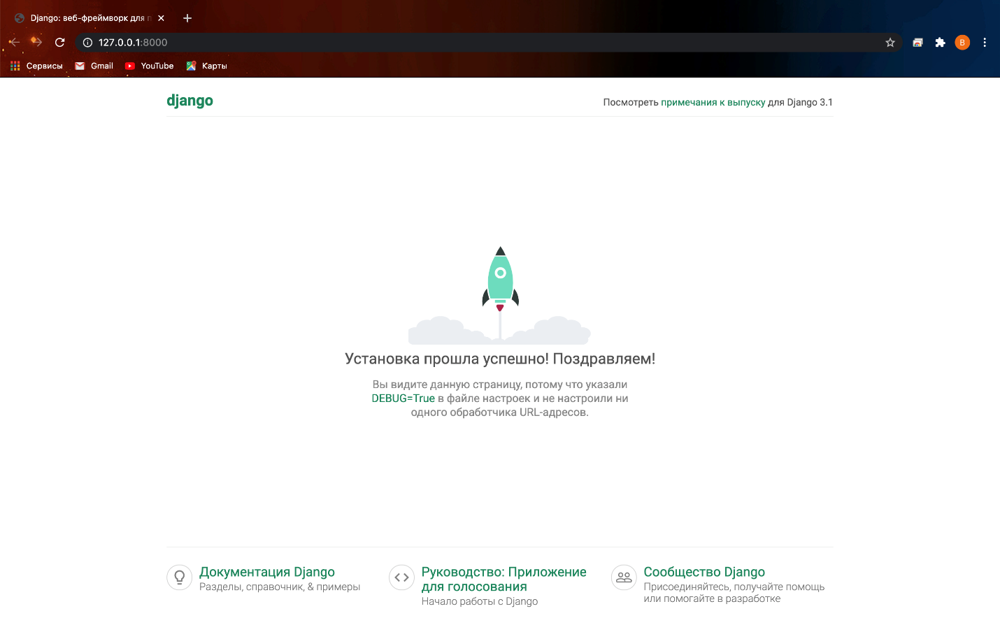 Django: веб-фреймворк для п
127.0.0.1:8000
B
Сервисы Gmail YouTube Карты
django
Посмотреть примечания к выпуску для Django 3.1
Установка прошла успешно! Поздравляем!
Вы видите данную страницу, потому что указали
DEBUG=True в файле настроек и не настроили ни
одного обработчика URL-адресов.
Документация Django
Разделы, справочник, & примеры
Руководство: Приложение
для голосования
Начало работы с Django
Сообщество Django
Присоединяйтесь, получайте помощь
или помогайте в разработке